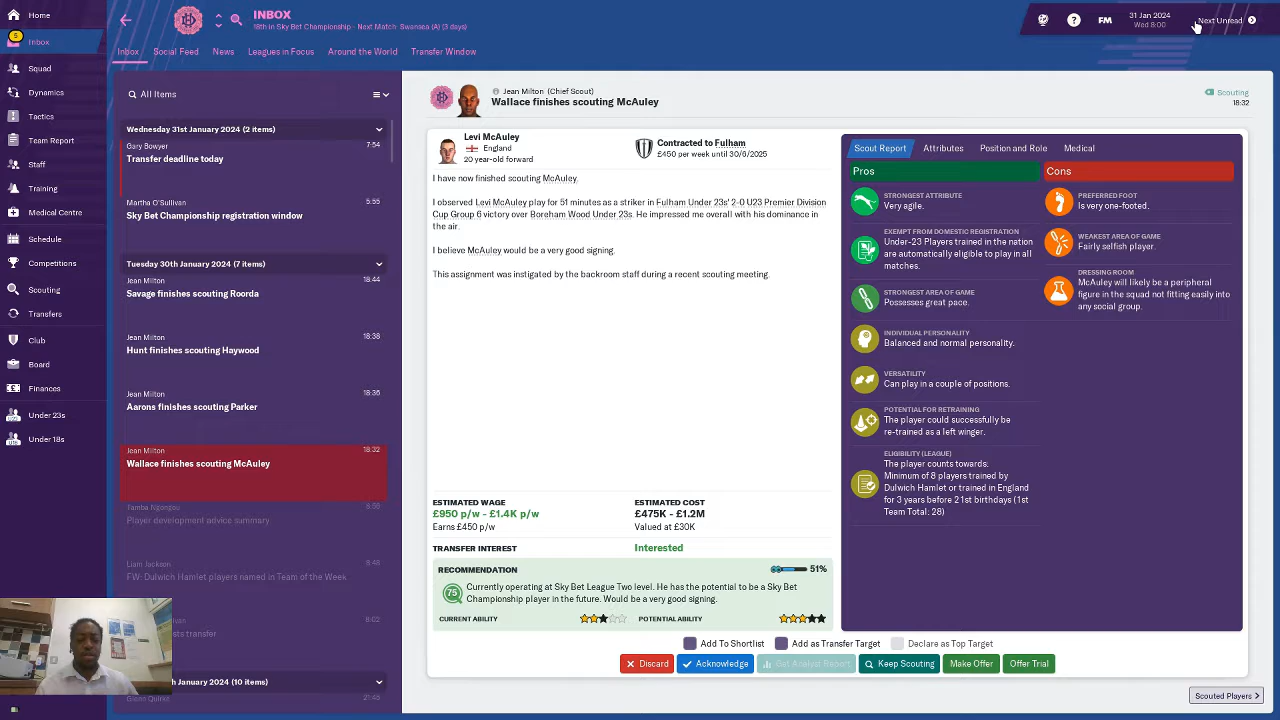 Home
INBOX
18th in Sky Bet Championship - Next Match: Swansea (A) (3 days)
FM
31 Jan 2024
Wed 8:00
Next Unread
5
Inbox
Squad
Dynamics
Tactics
Team Report
Staff
Training
Medical Centre
Schedule
Competitions
Scouting
Transfers
Club
Board
Finances
Under 23s
Under 18s
Inbox
Social Feed
News
Leagues in Focus
Around the World
Transfer Window
All Items
Wednesday 31st January 2024 (2 items)
Gary Bowyer
7:54
Transfer deadline today
Martha O'Sullivan
5:55
Sky Bet Championship registration window
Tuesday 30th January 2024 (7 items)
Jean Milton
18:44
Savage finishes scouting Roorda
Jean Milton
18:38
Hunt finishes scouting Haywood
Jean Milton
18:36
Aarons finishes scouting Parker
Jean Milton
18:32
Wallace finishes scouting McAuley
Player development advice summary
Liam Jackson
8:48
FW: Dulwich Hamlet players named in Team of the Week
8:02
transfer
January 2024 (10 items)
Glenn Quirke
21:43
Jean Milton (Chief Scout)
Wallace finishes scouting McAuley
Scouting
18:32
Levi McAuley
England
20 year-old forward
Contracted to Fulham
£450 per week until 30/6/2025
I have now finished scouting McAuley.
I observed Levi McAuley play for 51 minutes as a striker in Fulham Under 23s' 2-0 U23 Premier Division
Cup Group 6 victory over Boreham Wood Under 23s. He impressed me overall with his dominance in
the air.
I believe McAuley would be a very good signing.
This assignment was instigated by the backroom staff during a recent scouting meeting.
ESTIMATED WAGE
£950 p/w - £1.4K p/w
Earns £450 p/w
ESTIMATED COST
£475K - £1.2M
Valued at £30K
TRANSFER INTEREST
Interested
RECOMMENDATION
51%
75
Currently operating at Sky Bet League Two level. He has the potential to be a Sky Bet
Championship player in the future. Would be a very good signing.
CURRENT ABILITY
POTENTIAL ABILITY
Scout Report
Attributes
Position and Role
Medical
Pros
Cons
STRONGEST ATTRIBUTE
Very agile.
EXEMPT FROM DOMESTIC REGISTRATION
Under-23 Players trained in the nation
are automatically eligible to play in all
matches.
STRONGEST AREA OF GAME
Possesses great pace.
INDIVIDUAL PERSONALITY
Balanced and normal personality.
VERSATILITY
Can play in a couple of positions.
POTENTIAL FOR RETRAINING
The player could successfully be
re-trained as a left winger.
ELIGIBILITY (LEAGUE)
The player counts towards:
Minimum of 8 players trained by
Dulwich Hamlet or trained in England
for 3 years before 21st birthdays (1st
Team Total: 28)
PREFERRED FOOT
Is very one-footed.
WEAKEST AREA OF GAME
Fairly selfish player.
DRESSING ROOM
McAuley will likely be a peripheral
figure in the squad not fitting easily into
any social group.
Add To Shortlist
Add as Transfer Target
Declare as Top Target
Discard
Acknowledge
Get Analyst Report
Keep Scouting
Make Offer
Offer Trial
Scouted Players